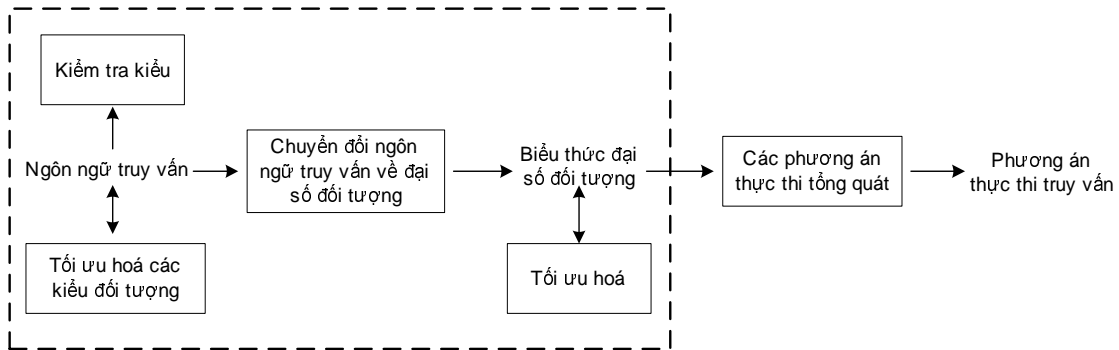 Kiểm tra kiểu
Ngôn ngữ truy vấn
Tối ưu hoá các
kiểu đối tượng
Chuyển đổi ngôn
ngữ truy vấn về đại
số đối tượng
Biểu thức đại
số đối tượng
Tối ưu hoá
Các phương án
thực thi tổng quát
Phương án
thực thi truy vấn